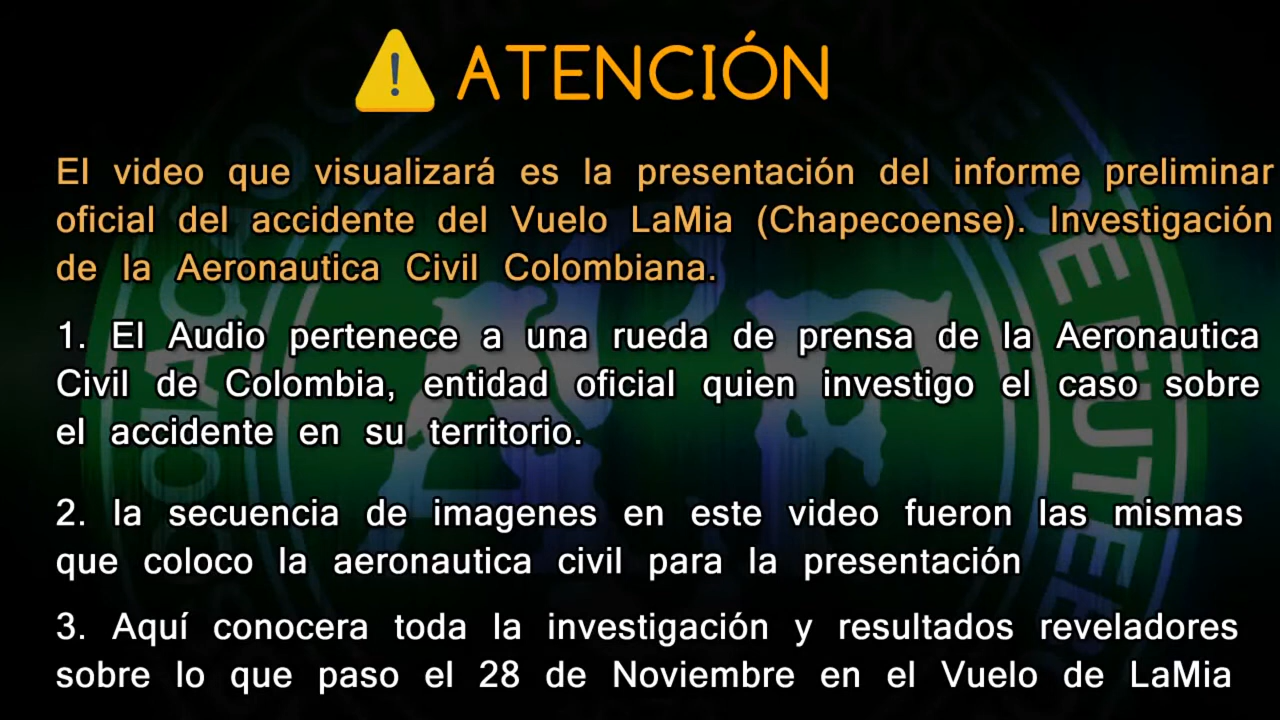 ATENCIÓN
El video que visualizará es la presentación del informe preliminar
oficial del accidente del Vuelo LaMia (Chapecoense). Investigación
de la Aeronautica Civil Colombiana.
1. El Audio pertenece a una rueda de prensa de la Aeronautica
Civil de Colombia, entidad oficial quien investigo el caso sobre
el accidente en su territorio.
2. la secuencia de imagenes en este video fueron las mismas
que coloco la aeronautica civil para la presentación
3. Aquí conocera toda la investigación y resultados reveladores
sobre lo que paso el 28 de Noviembre en el Vuelo de LaMia